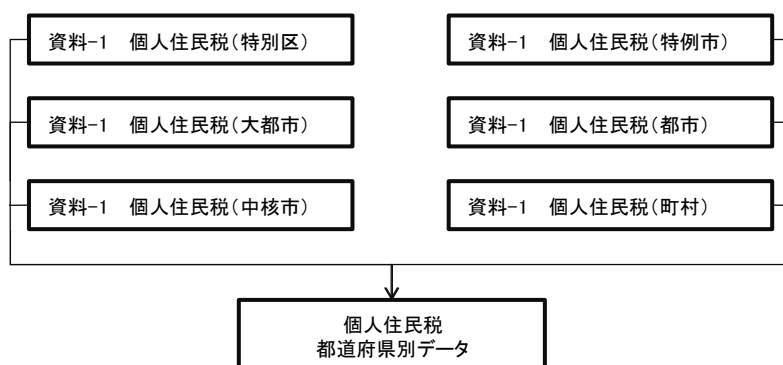 資料-1 個人住民税(特別区)
資料-1 個人住民税(特例市)
資料-1 個人住民税(大都市)
資料-1 個人住民税(都市)
資料-1 個人住民税(中核市)
資料-1 個人住民税(町村)
個人住民税
都道府県別データ